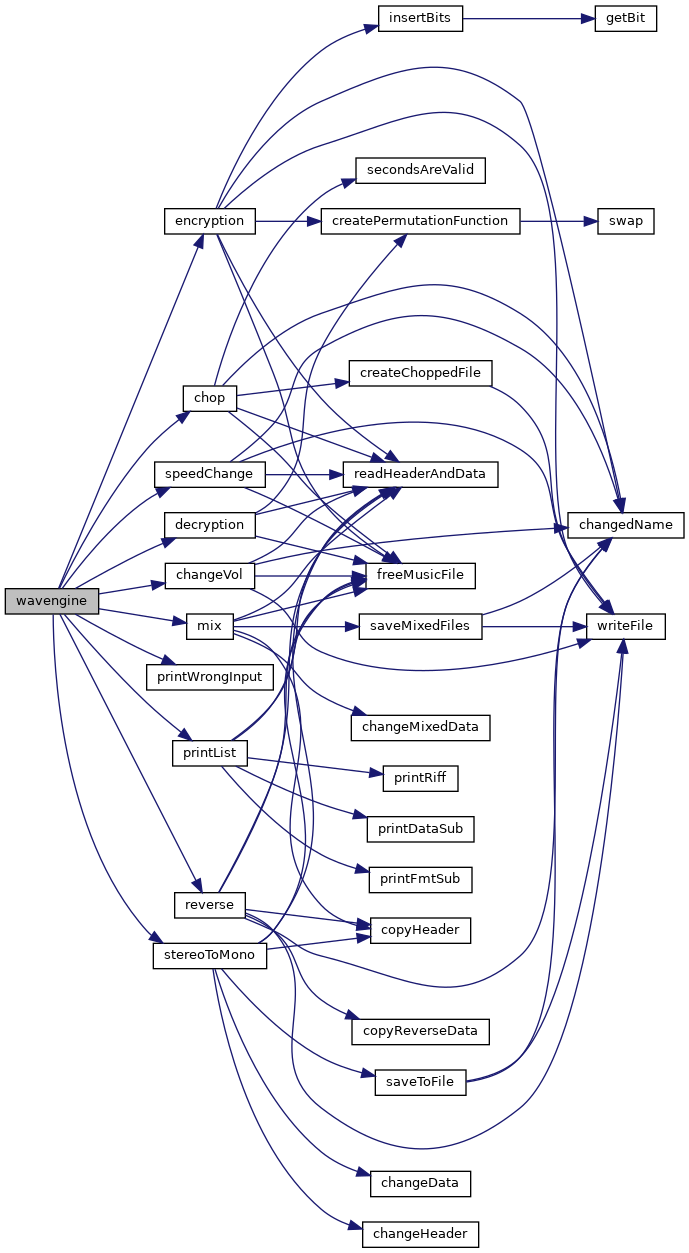 insertBits
getBit
secondsAreValid
encryption
createPermutationFunction
swap
createChoppedFile
chop
speedChange
readHeaderAndData
decryption
changedName
changeVol
freeMusicFile
wavengine
mix
saveMixedFiles
writeFile
printWrongInput
changeMixedData
printList
printRiff
printDataSub
printFmtSub
reverse
copyHeader
stereoToMono
copyReverseData
saveToFile
changeData
changeHeader